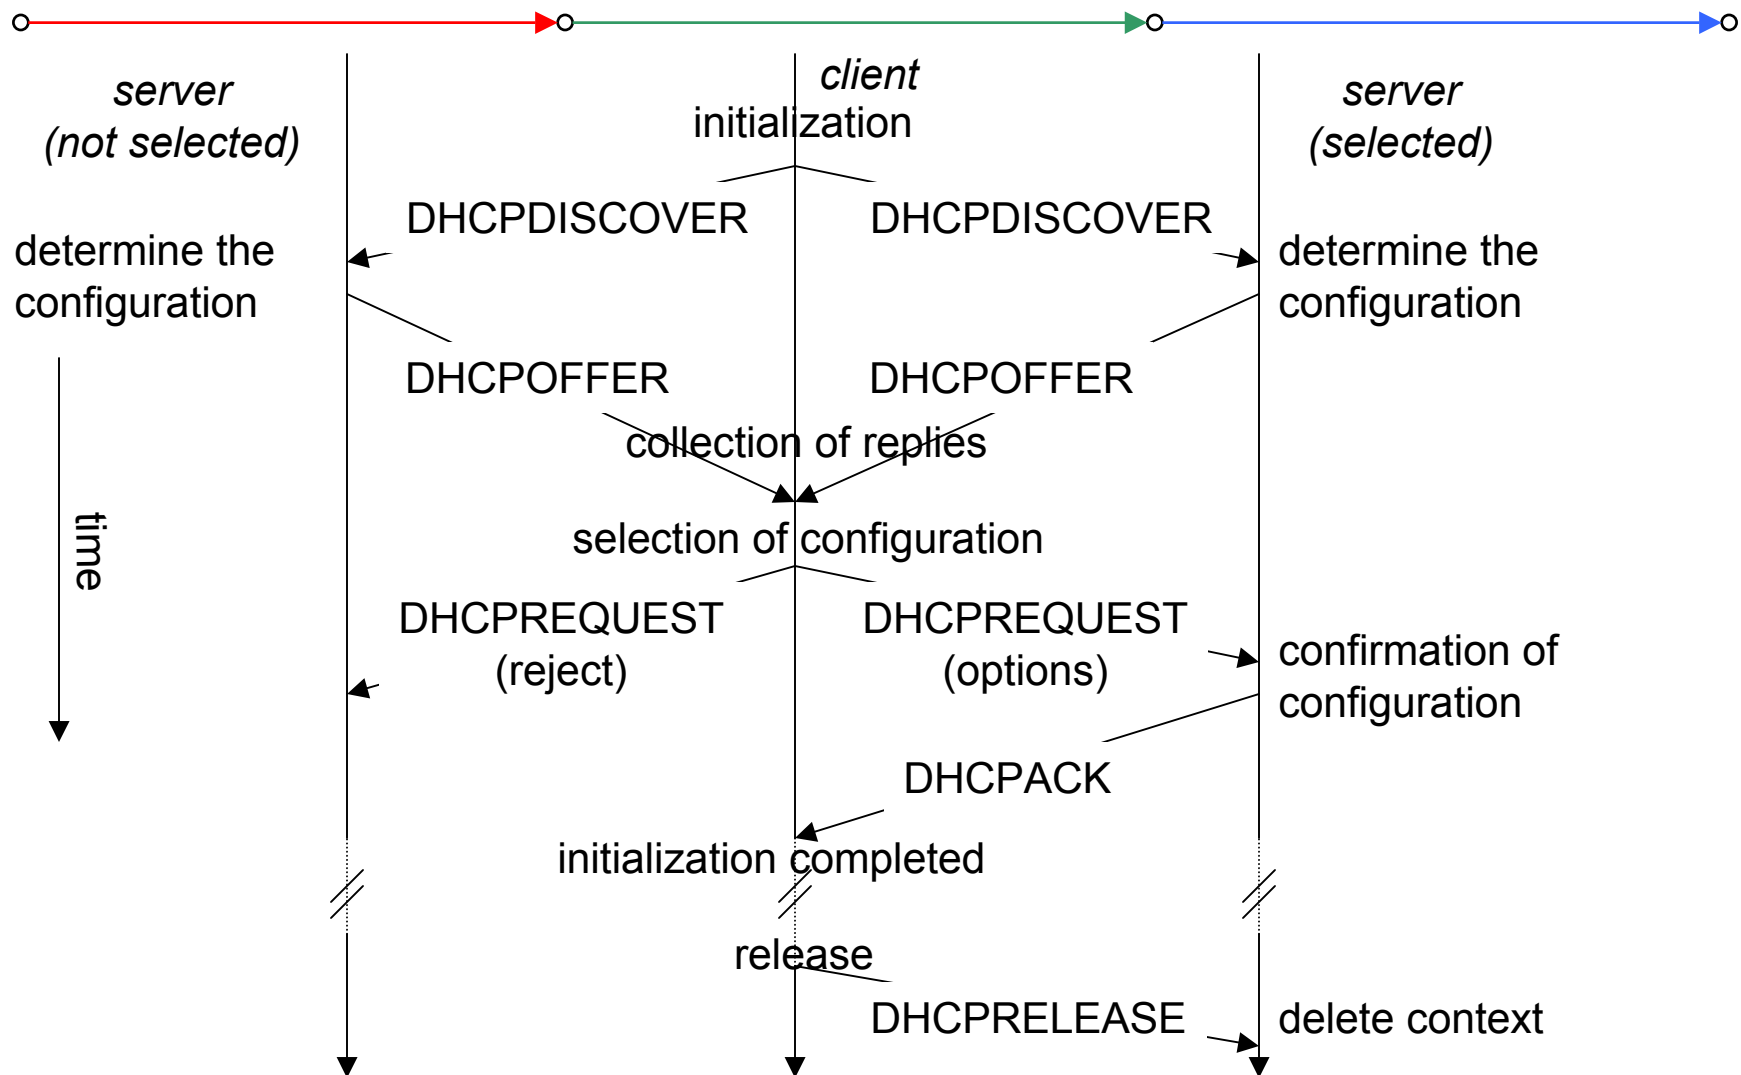 client
server
(not selected)
server
(selected)
initialization
DHCPDISCOVER
DHCPDISCOVER
determine the
configuration
determine the
configuration
DHCPOFFER
DHCPOFFER
collection of replies
time
selection of configuration
DHCPREQUEST
(reject)
DHCPREQUEST
(options)
confirmation of
configuration
DHCPACK
initialization completed
release
DHCPRELEASE
delete context